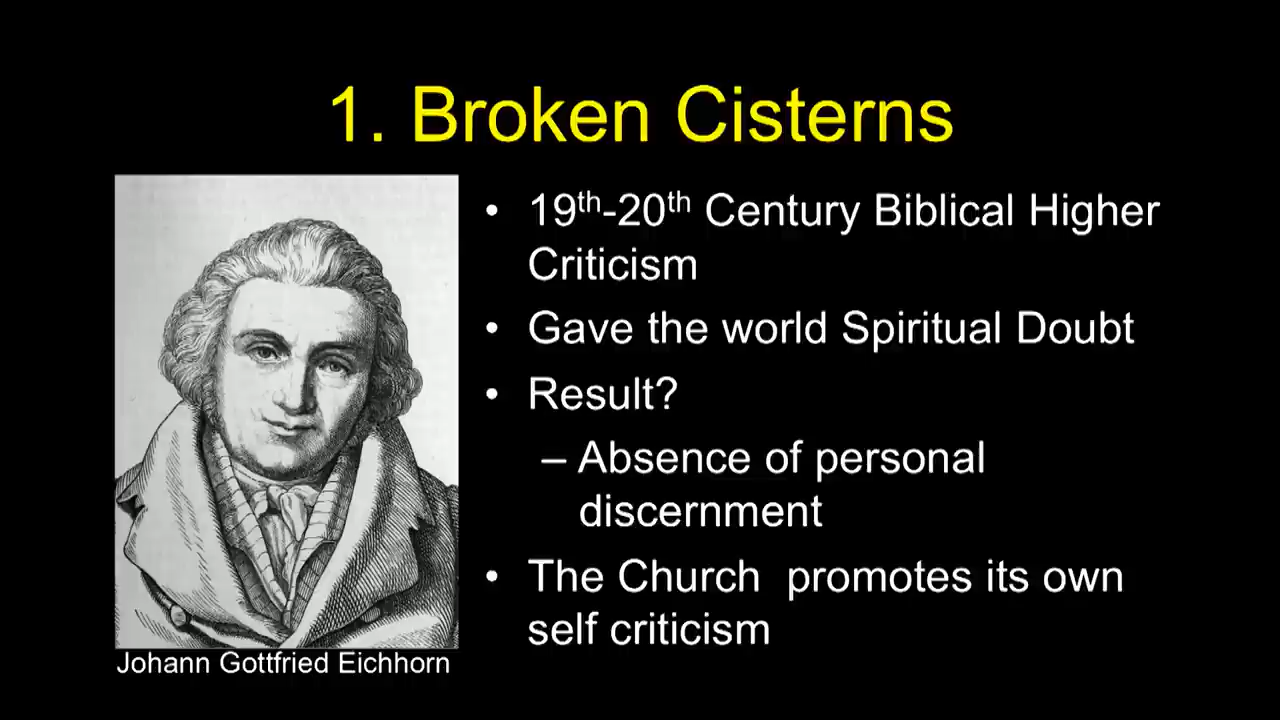 1. Broken Cisterns
• 19th-20th Century Biblical Higher
Criticism
• Gave the world Spiritual Doubt
• Result?
– Absence of personal
discernment
• The Church  promotes its own
self criticism
Johann Gottfried Eichhorn